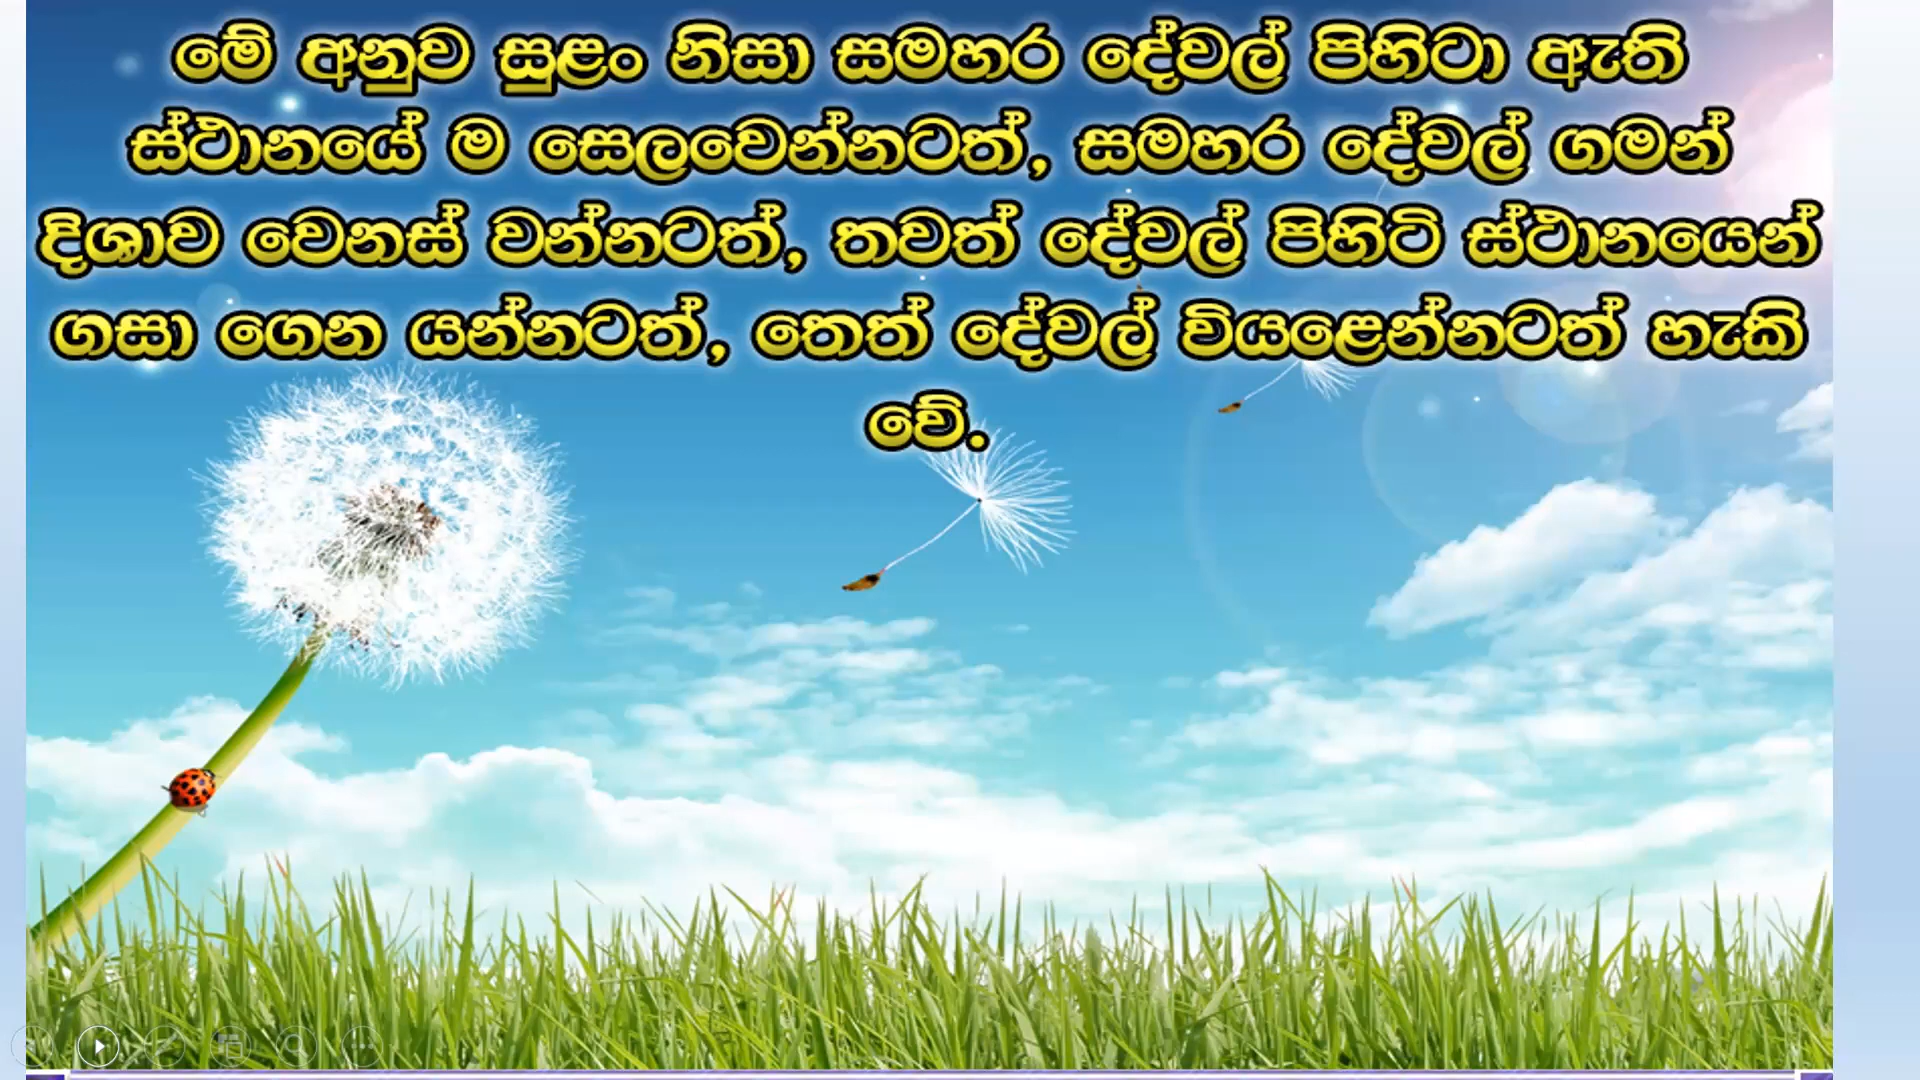 මේ අනුව සුළං නිසා සමහර දේවල් පිහිටා ඇති
ස්ථානයේ ම සෙලවෙන්නටත්, සමහර දේවල් ගමන්
දිශාව වෙනස් වන්නටත්, තවත් දේවල් පිහිටි ස්ථානයෙන්
ගසා ගෙන යන්නටත්, තෙත් දේවල් වියළෙන්නටත් හැකි
වේ.